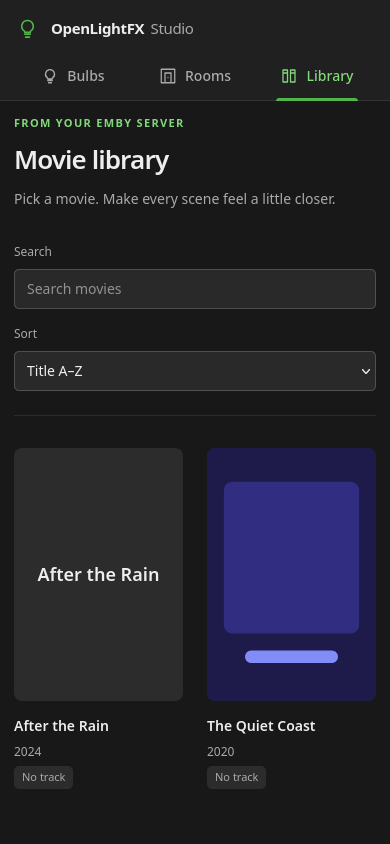 OpenLightFX Studio
Bulbs Rooms Library
FROM YOUR EMBY SERVER
Movie library
Pick a movie. Make every scene feel a little closer.
Search
Search movies
Sort
Title A–Z
After the Rain
After the Rain The Quiet Coast
2024 2020
No track No track